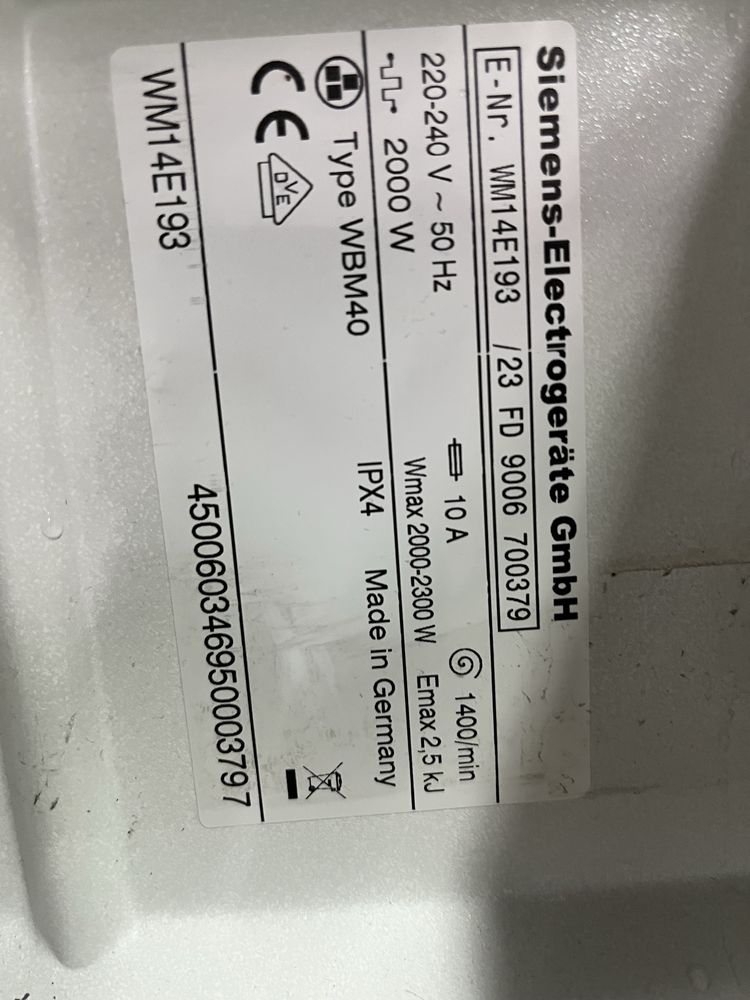 Siemens-Electrogeräte GmbH
E-Nr. WM14E193 /23 FD 9006 700379
220-240 V ~ 50 Hz 10 A 1400/min
2000 W Wmax 2000-2300 W Emax 2,5 kJ
Type WBM40 IPX4 Made in Germany
CE DVE
WM14E193 450060346950003797